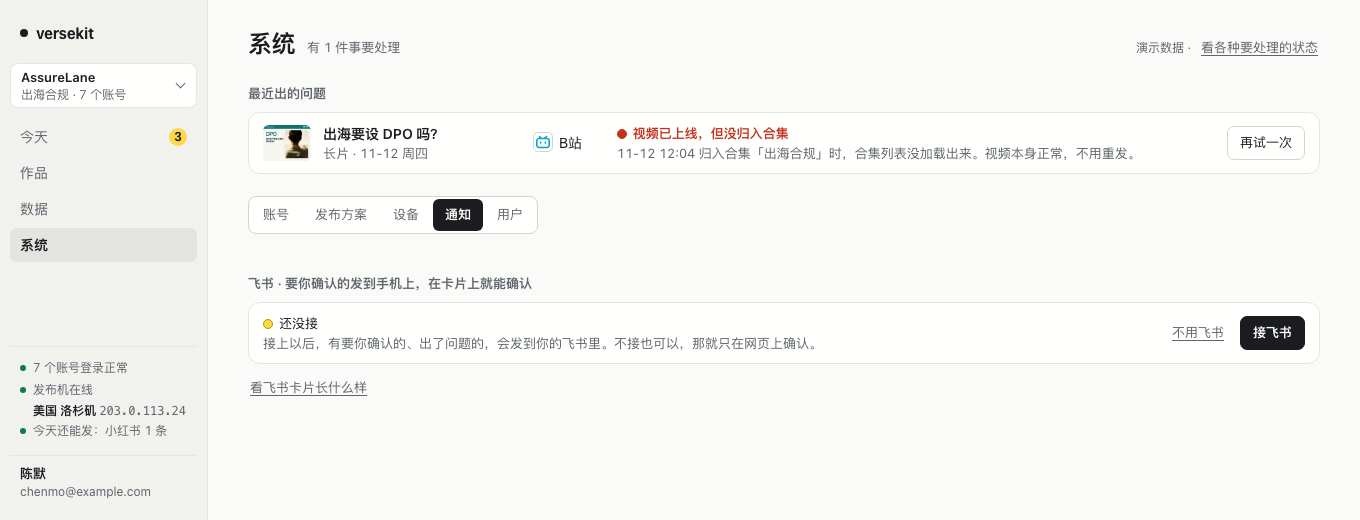 versekit
AssureLane
出海合规 · 7 个账号
今天
3
作品
数据
系统
7 个账号登录正常
发布机在线
美国 洛杉矶 203.0.113.24
今天还能发：小红书 1 条
陈默
chenmo@example.com
系统 有 1 件事要处理
演示数据 · 看各种要处理的状态
最近出的问题
出海要设 DPO 吗?
长片 · 11-12 周四
B站
视频已上线，但没归入合集
11-12 12:04 归入合集「出海合规」时，合集列表没加载出来。视频本身正常，不用重发。
再试一次
账号 发布方案 设备 通知 用户
飞书 · 要你确认的发到手机上，在卡片上就能确认
还没接
接上以后，有要你确认的、出了问题的，会发到你的飞书里。不接也可以，那就只在网页上确认。
不用飞书
接飞书
看飞书卡片长什么样